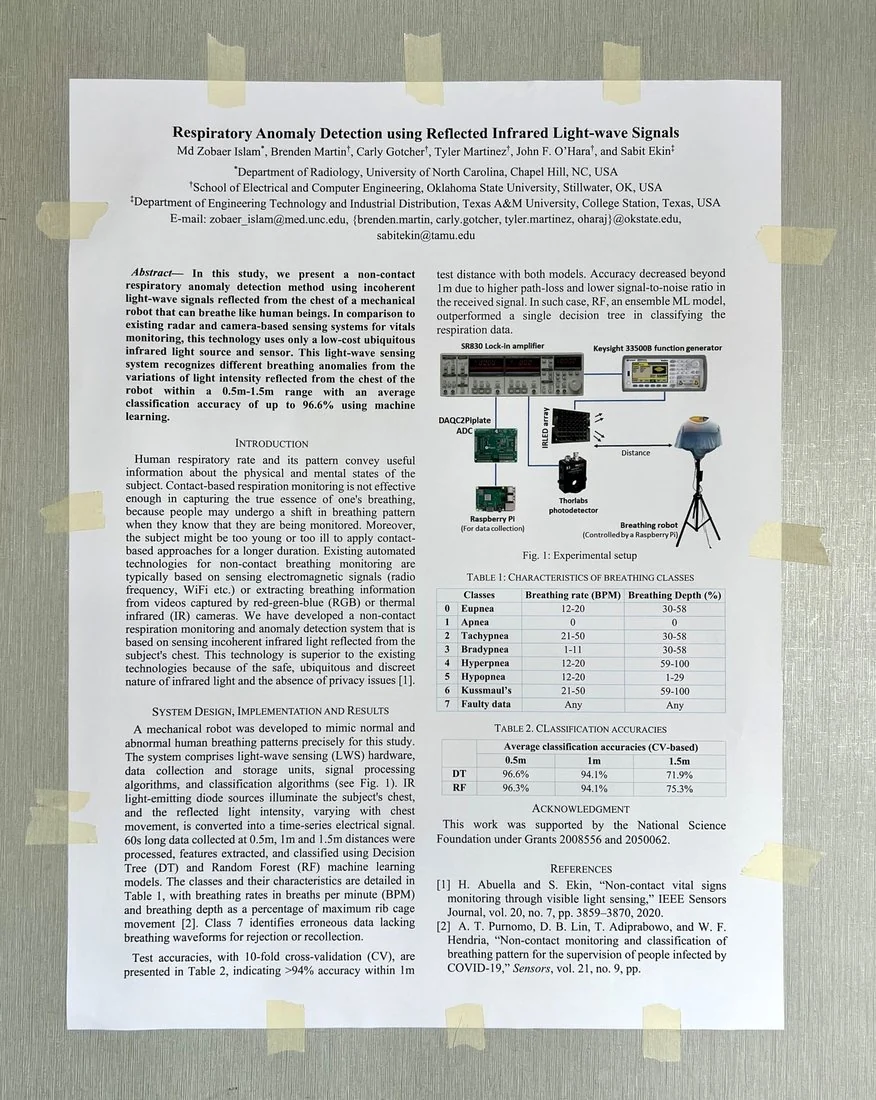 Respiratory Anomaly Detection using Reflected Infrared Light-wave Signals
Md Zobaer Islam*, Brenden Martin†, Carly Gotcher†, Tyler Martinez†, John F. O'Hara†, and Sabit Ekin‡
*Department of Radiology, University of North Carolina, Chapel Hill, NC, USA
†School of Electrical and Computer Engineering, Oklahoma State University, Stillwater, OK, USA
‡Department of Engineering Technology and Industrial Distribution, Texas A&M University, College Station, Texas, USA
E-mail: zobaer_islam@med.unc.edu, {brenden.martin, carly.gotcher, tyler.martinez, oharaj}@okstate.edu,
sabitekin@tamu.edu
Abstract— In this study, we present a non-contact
respiratory anomaly detection method using incoherent
light-wave signals reflected from the chest of a mechanical
robot that can breathe like human beings. In comparison to
existing radar and camera-based sensing systems for vitals
monitoring, this technology uses only a low-cost ubiquitous
infrared light source and sensor. This light-wave sensing
system recognizes different breathing anomalies from the
variations of light intensity reflected from the chest of the
robot within a 0.5m-1.5m range with an average
classification accuracy of up to 96.6% using machine
learning.
INTRODUCTION
Human respiratory rate and its pattern convey useful
information about the physical and mental states of the
subject. Contact-based respiration monitoring is not effective
enough in capturing the true essence of one's breathing,
because people may undergo a shift in breathing pattern
when they know that they are being monitored. Moreover,
the subject might be too young or too ill to apply contact-
based approaches for a longer duration. Existing automated
technologies for non-contact breathing monitoring are
typically based on sensing electromagnetic signals (radio
frequency, WiFi etc.) or extracting breathing information
from videos captured by red-green-blue (RGB) or thermal
infrared (IR) cameras. We have developed a non-contact
respiration monitoring and anomaly detection system that is
based on sensing incoherent infrared light reflected from the
subject's chest. This technology is superior to the existing
technologies because of the safe, ubiquitous and discreet
nature of infrared light and the absence of privacy issues [1].
SYSTEM DESIGN, IMPLEMENTATION AND RESULTS
A mechanical robot was developed to mimic normal and
abnormal human breathing patterns precisely for this study.
The system comprises light-wave sensing (LWS) hardware,
data collection and storage units, signal processing
algorithms, and classification algorithms (see Fig. 1). IR
light-emitting diode sources illuminate the subject's chest,
and the reflected light intensity, varying with chest
movement, is converted into a time-series electrical signal.
60s long data collected at 0.5m, 1m and 1.5m distances were
processed, features extracted, and classified using Decision
Tree (DT) and Random Forest (RF) machine learning
models. The classes and their characteristics are detailed in
Table 1, with breathing rates in breaths per minute (BPM)
and breathing depth as a percentage of maximum rib cage
movement [2]. Class 7 identifies erroneous data lacking
breathing waveforms for rejection or recollection.
Test accuracies, with 10-fold cross-validation (CV), are
presented in Table 2, indicating >94% accuracy within 1m
test distance with both models. Accuracy decreased beyond
1m due to higher path-loss and lower signal-to-noise ratio in
the received signal. In such case, RF, an ensemble ML model,
outperformed a single decision tree in classifying the
respiration data.
SR830 Lock-in amplifier
Keysight 33500B function generator
DAQC2Plplate
ADC
IRLED array
Distance
Thorlabs
photodetector
Raspberry Pi
(For data collection)
Breathing robot
(Controlled by a Raspberry Pi)
Fig. 1: Experimental setup
TABLE 1: CHARACTERISTICS OF BREATHING CLASSES
Classes Breathing rate (BPM) Breathing Depth (%)
0 Eupnea 12-20 30-58
1 Apnea 0 0
2 Tachypnea 21-50 30-58
3 Bradypnea 1-11 30-58
4 Hyperpnea 12-20 59-100
5 Hypopnea 12-20 1-29
6 Kussmaul's 21-50 59-100
7 Faulty data Any Any
TABLE 2. CLASSIFICATION ACCURACIES
Average classification accuracies (CV-based)
0.5m 1m 1.5m
DT 96.6% 94.1% 71.9%
RF 96.3% 94.1% 75.3%
ACKNOWLEDGMENT
This work was supported by the National Science
Foundation under Grants 2008556 and 2050062.
REFERENCES
[1] H. Abuella and S. Ekin, “Non-contact vital signs
monitoring through visible light sensing,” IEEE Sensors
Journal, vol. 20, no. 7, pp. 3859–3870, 2020.
[2] A. T. Purnomo, D. B. Lin, T. Adiprabowo, and W. F.
Hendria, “Non-contact monitoring and classification of
breathing pattern for the supervision of people infected by
COVID-19,” Sensors, vol. 21, no. 9, pp.